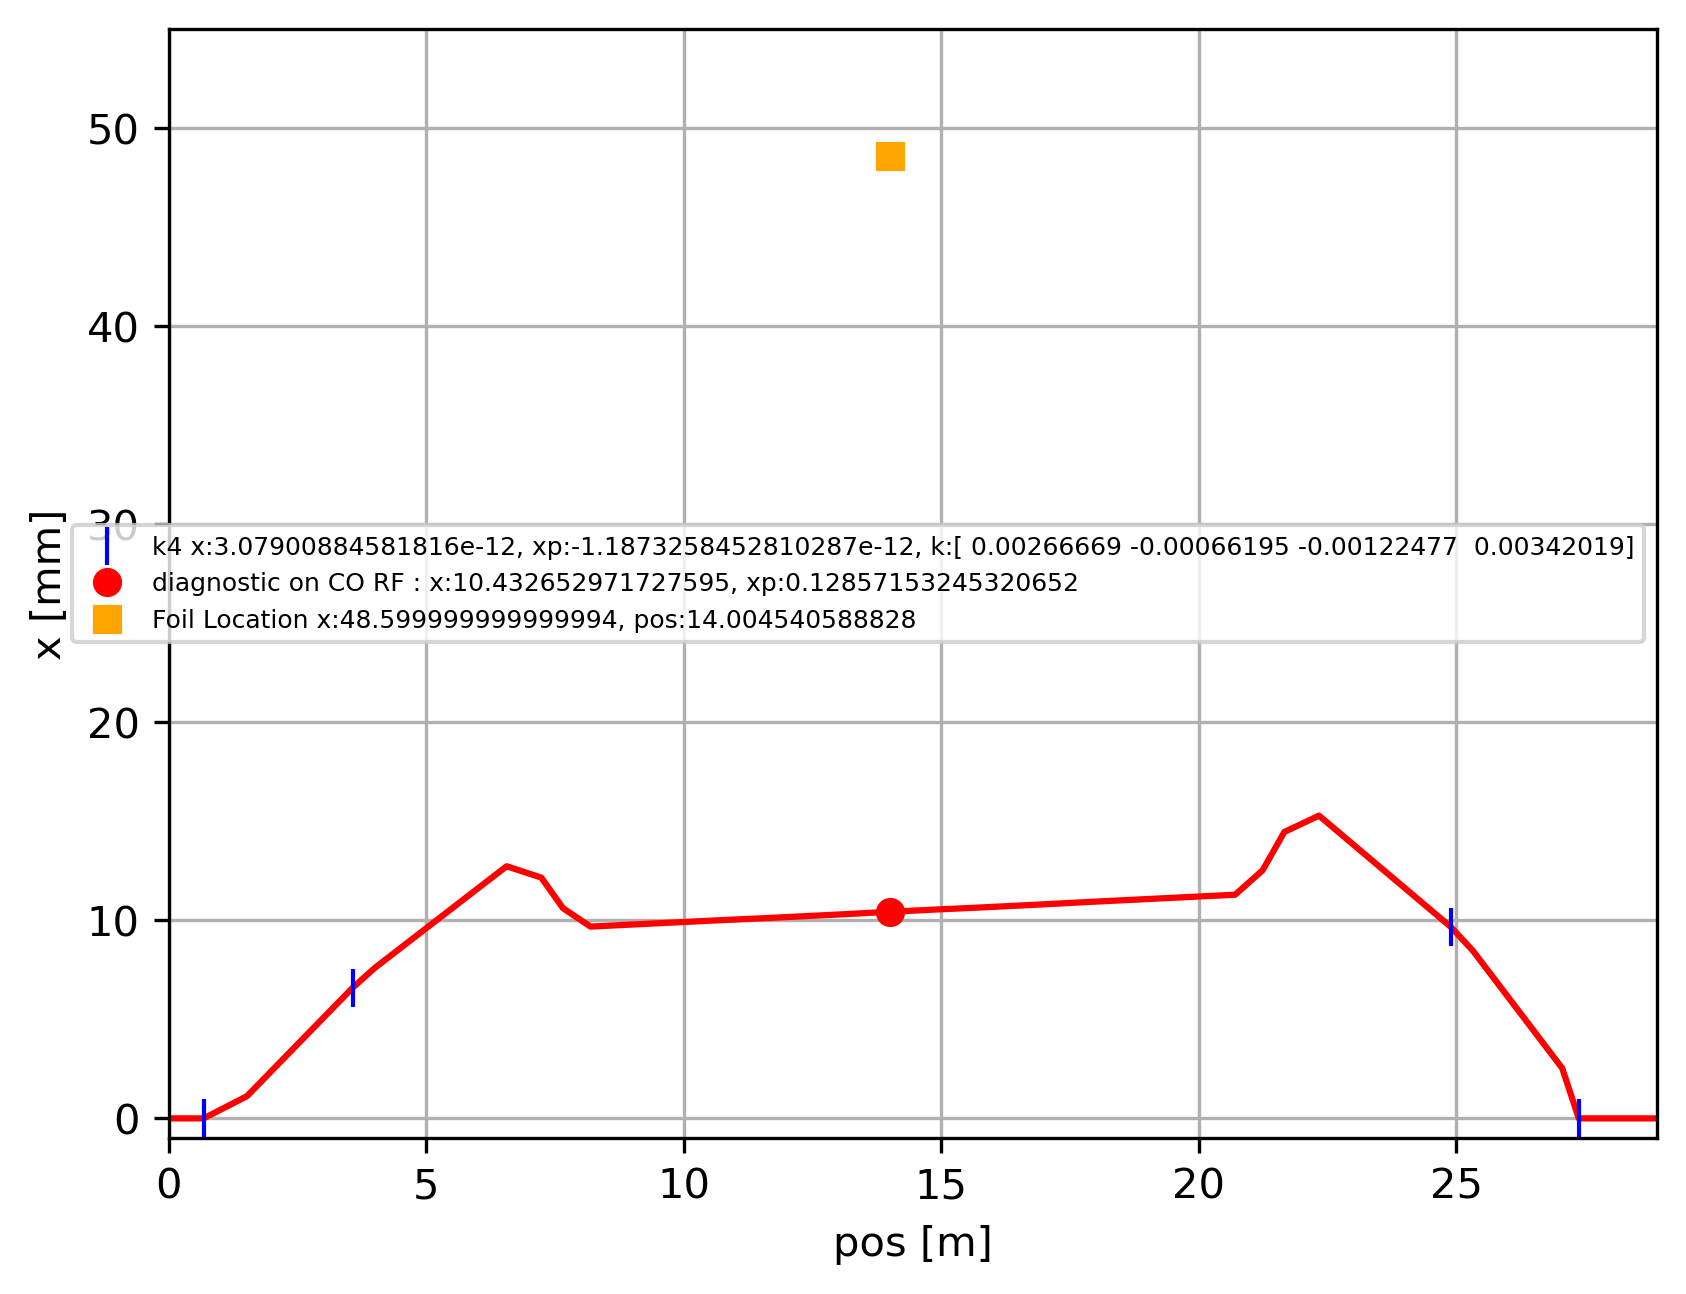 50
40
30
20
10
0
x [mm]
k4 x:3.07900884581816e-12, xp:-1.1873258452810287e-12, k:[ 0.00266669 -0.00066195 -0.00122477  0.00342019]
diagnostic on CO RF : x:10.432652971727595, xp:0.12857153245320652
Foil Location x:48.599999999999994, pos:14.004540588828
0 5 10 15 20 25
pos [m]